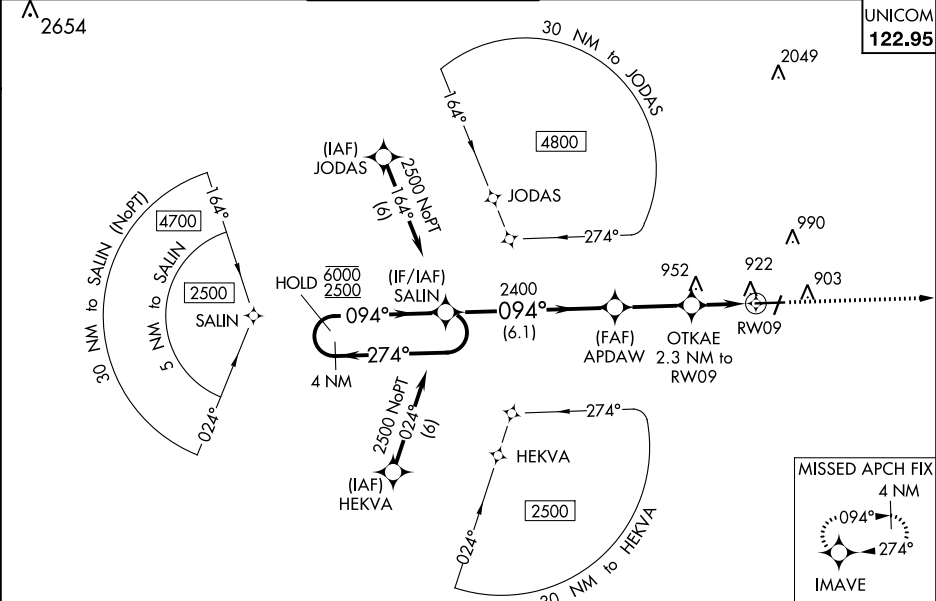 2654
UNICOM
122.95
2049
30 NM to JODAS
164°
4800
JODAS
274°
(IAF)
JODAS
2500 NoPT
164°
(6)
30 NM to SALIN (NoPT)
4700
164°
5 NM to SALIN
2500
SALIN
024°
HOLD
6000
2500
(IF/IAF)
SALIN
094°
274°
4 NM
2400
094°
(6.1)
(FAF)
APDAW
952
OTKAE
2.3 NM to
RW09
922
RW09
990
903
2500 NoPT
024°
(6)
(IAF)
HEKVA
274°
HEKVA
2500
024°
30 NM to HEKVA
MISSED APCH FIX
4 NM
094°
274°
IMAVE